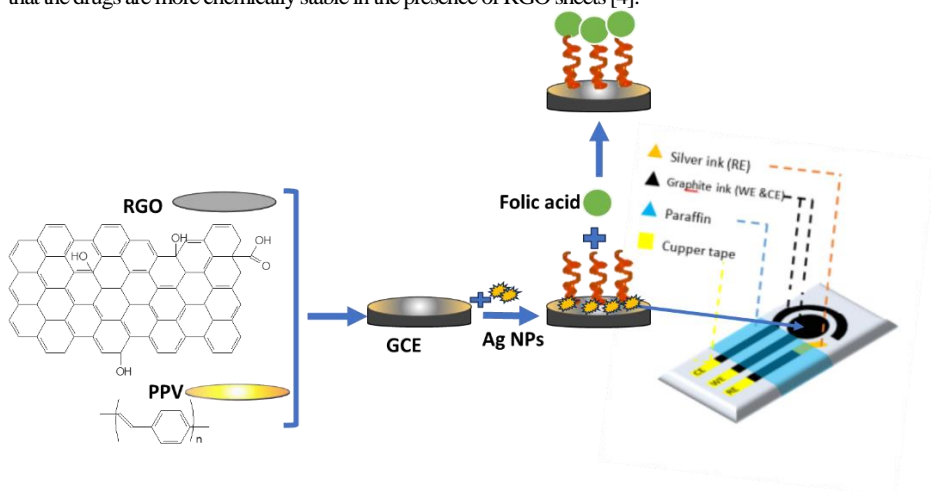 that the drugs are more chemically stable in the presence of RGO sheets [4].
Silver ink (RE)
Graphite ink (WE &CE)
Paraffin
Cupper tape
Folic acid
RGO
OH
OH
HO
O
OH
GCE
Ag NPs
PPV
n
CE
WE
RE